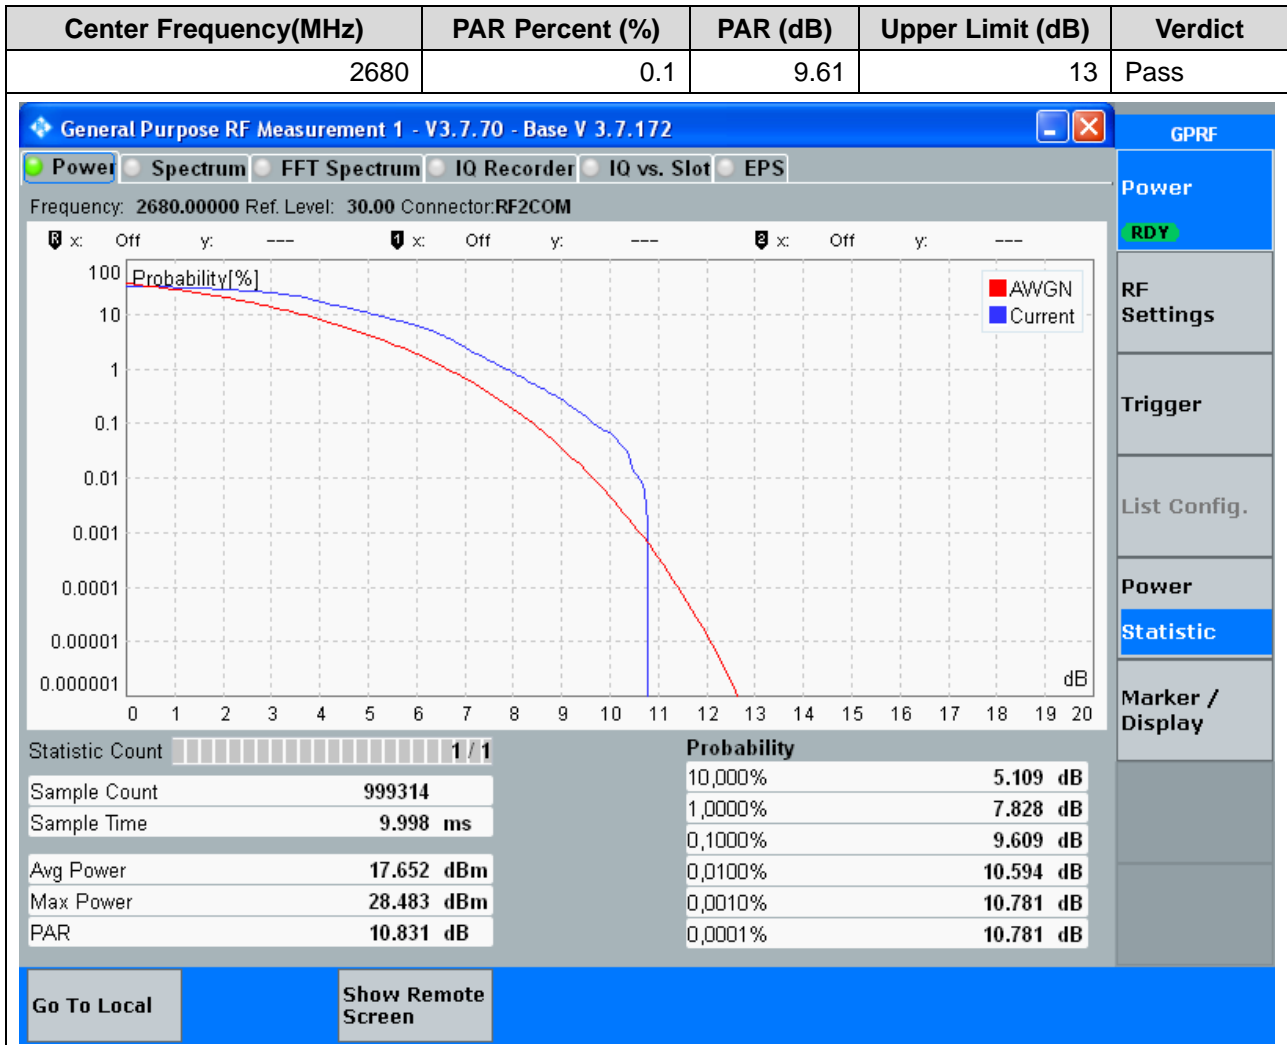 Center Frequency(MHz) PAR Percent (%) PAR (dB) Upper Limit (dB) Verdict
2680 0.1 9.61 13 Pass
General Purpose RF Measurement 1 - V3.7.70 - Base V 3.7.172
GPRF
Power Spectrum FFT Spectrum IQ Recorder IQ vs. Slot EPS
Frequency: 2680.00000 Ref. Level: 30.00 Connector:RF2COM
R x: Off y: --- 1 x: Off y: --- 2 x: Off y: ---
Probability[%]
AWGN
Current
100
10
1
0.1
0.01
0.001
0.0001
0.00001
0.000001
dB
0 1 2 3 4 5 6 7 8 9 10 11 12 13 14 15 16 17 18 19 20
Statistic Count 1 / 1
Sample Count 999314
Sample Time 9.998 ms
Avg Power 17.652 dBm
Max Power 28.483 dBm
PAR 10.831 dB
Probability
10,000% 5.109 dB
1,0000% 7.828 dB
0,1000% 9.609 dB
0,0100% 10.594 dB
0,0010% 10.781 dB
0,0001% 10.781 dB
Power
RDY
RF
Settings
Trigger
List Config.
Power
Statistic
Marker /
Display
Go To Local
Show Remote
Screen